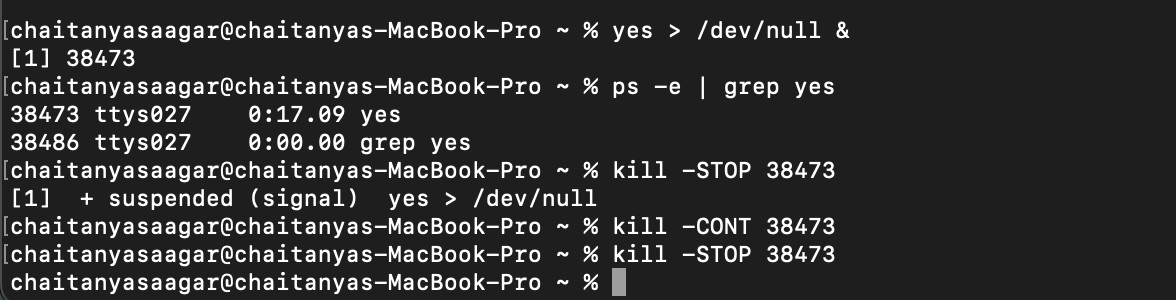 [chaitanyasaagar@chaitanyas-MacBook-Pro ~ % yes > /dev/null &
[1] 38473
[chaitanyasaagar@chaitanyas-MacBook-Pro ~ % ps -e | grep yes
38473 ttys027    0:17.09 yes
38486 ttys027    0:00.00 grep yes
[chaitanyasaagar@chaitanyas-MacBook-Pro ~ % kill -STOP 38473
[1]  + suspended (signal)  yes > /dev/null
[chaitanyasaagar@chaitanyas-MacBook-Pro ~ % kill -CONT 38473
[chaitanyasaagar@chaitanyas-MacBook-Pro ~ % kill -STOP 38473
chaitanyasaagar@chaitanyas-MacBook-Pro ~ %